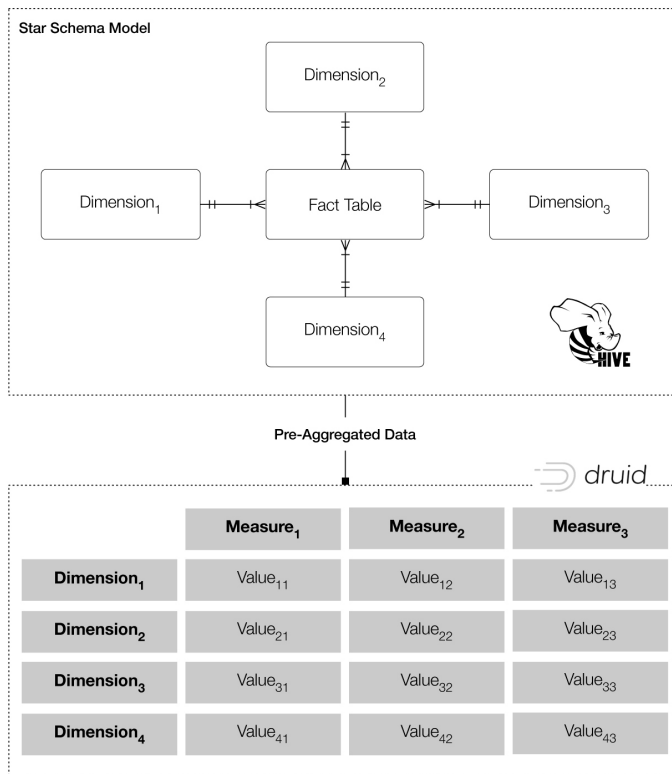 Star Schema Model
Dimension₂
Dimension₁ Fact Table Dimension₃
Dimension₄
HIVE
Pre-Aggregated Data
druid
Measure₁ Measure₂ Measure₃
Dimension₁ Value₁₁ Value₁₂ Value₁₃
Dimension₂ Value₂₁ Value₂₂ Value₂₃
Dimension₃ Value₃₁ Value₃₂ Value₃₃
Dimension₄ Value₄₁ Value₄₂ Value₄₃